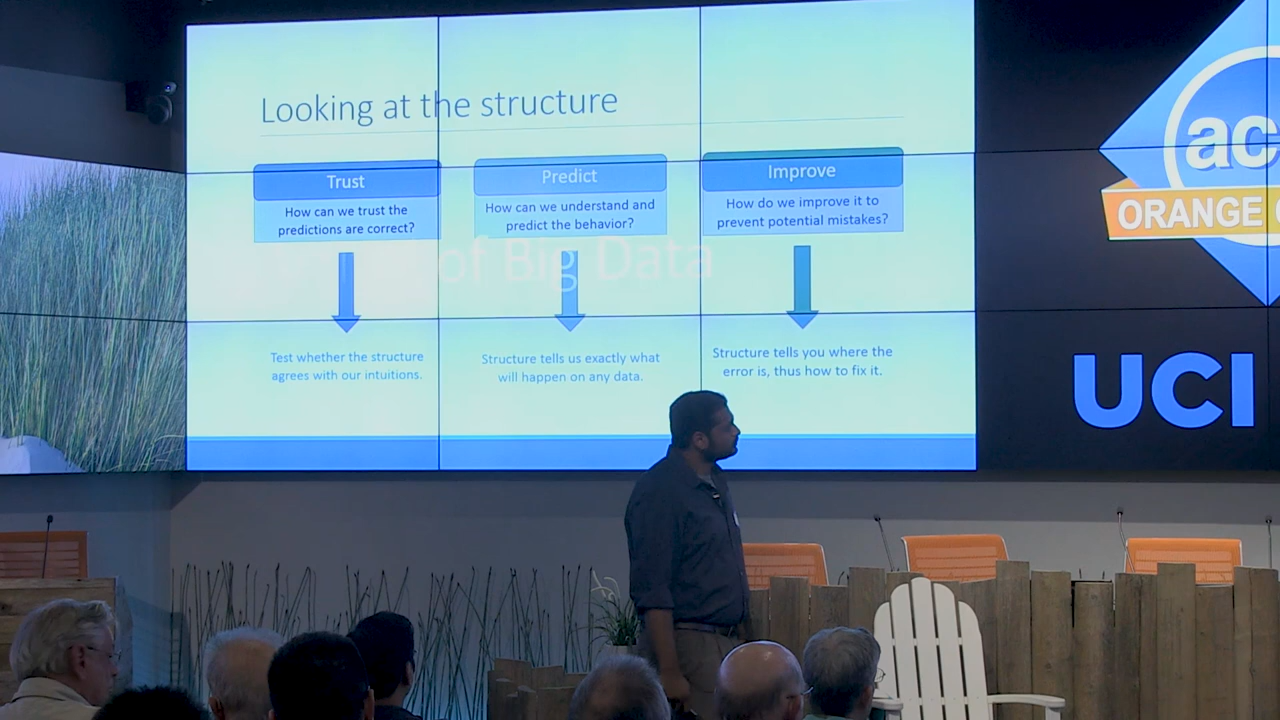 Looking at the structure
Trust
How can we trust the
predictions are correct?
Test whether the structure
agrees with our intuitions.
Predict
How can we understand and
predict the behavior?
of Big Data
Structure tells us exactly what
will happen on any data.
Improve
How do we improve it to
prevent potential mistakes?
Structure tells you where the
error is, thus how to fix it.
ac
ORANGE
UCI